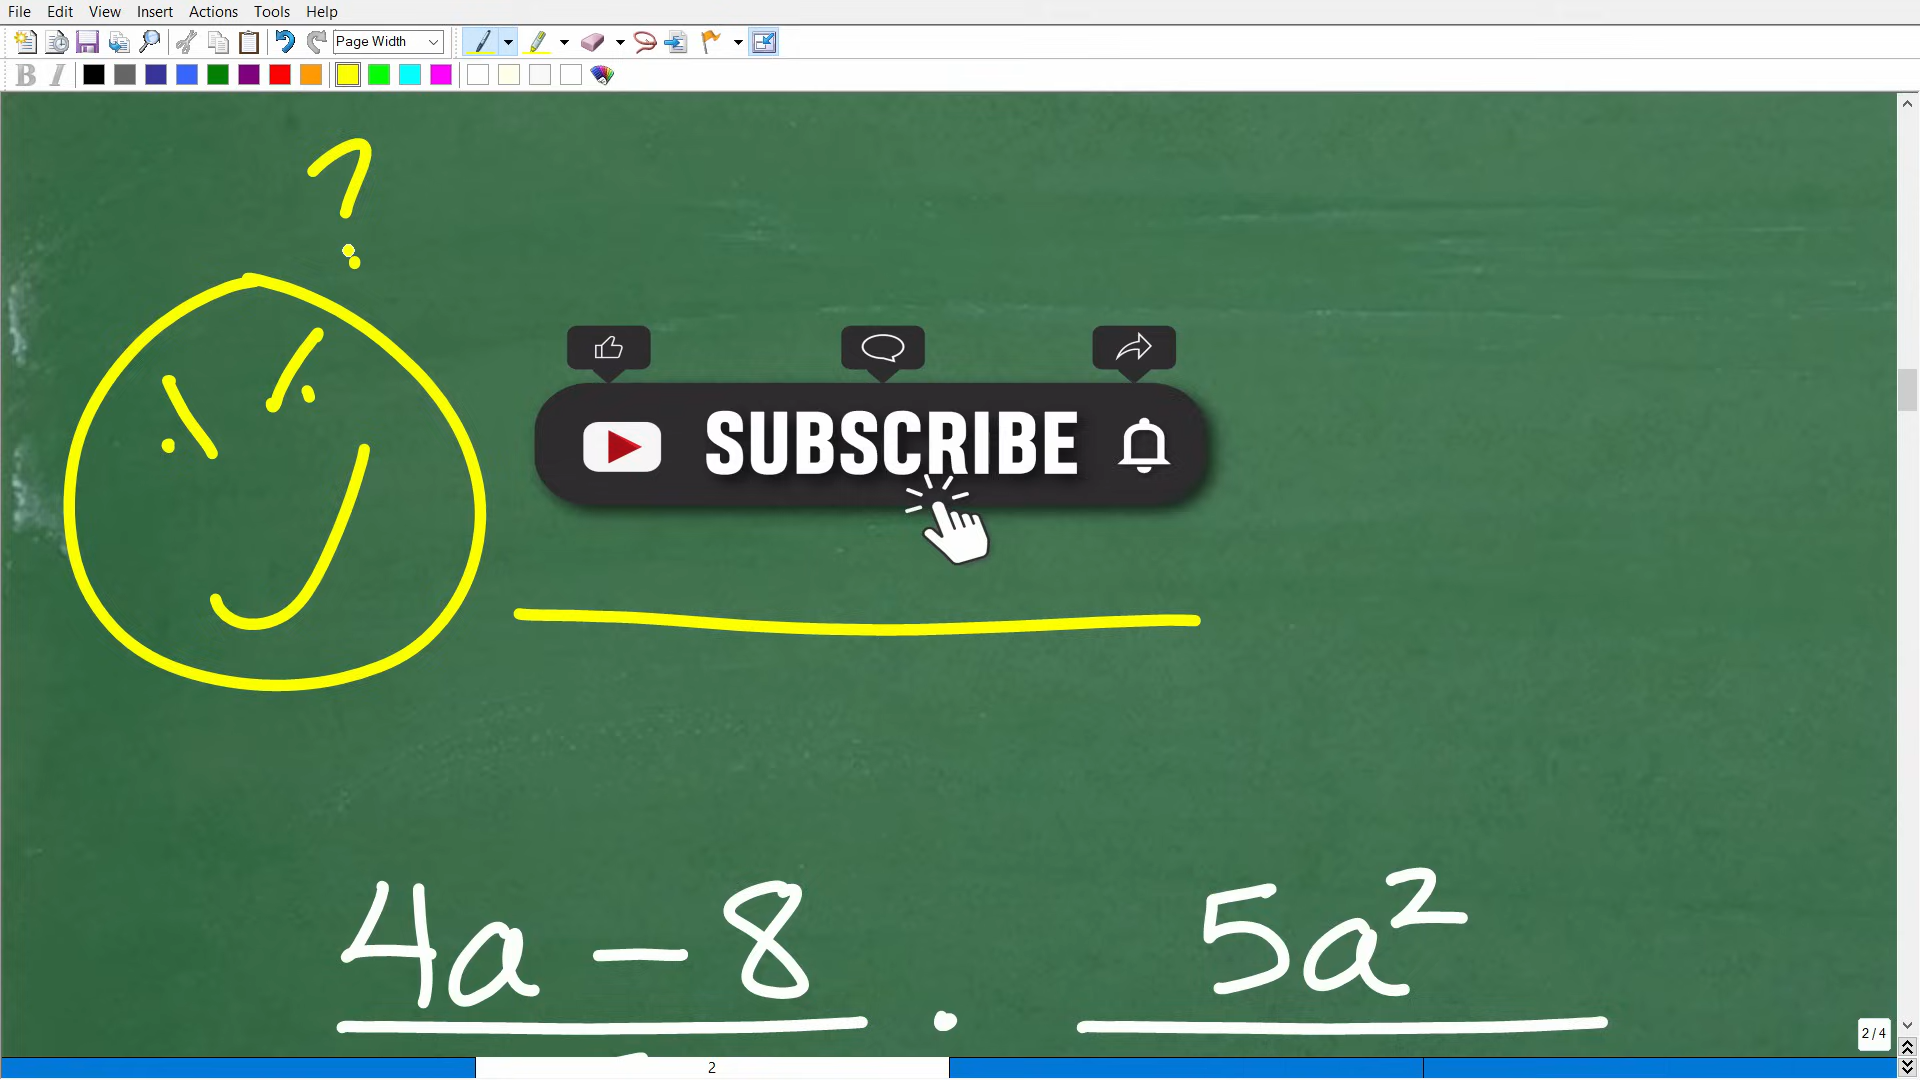 File Edit View Insert Actions Tools Help
Page Width
B I
?
SUBSCRIBE
4a - 8 . 5a²
2 / 4
2